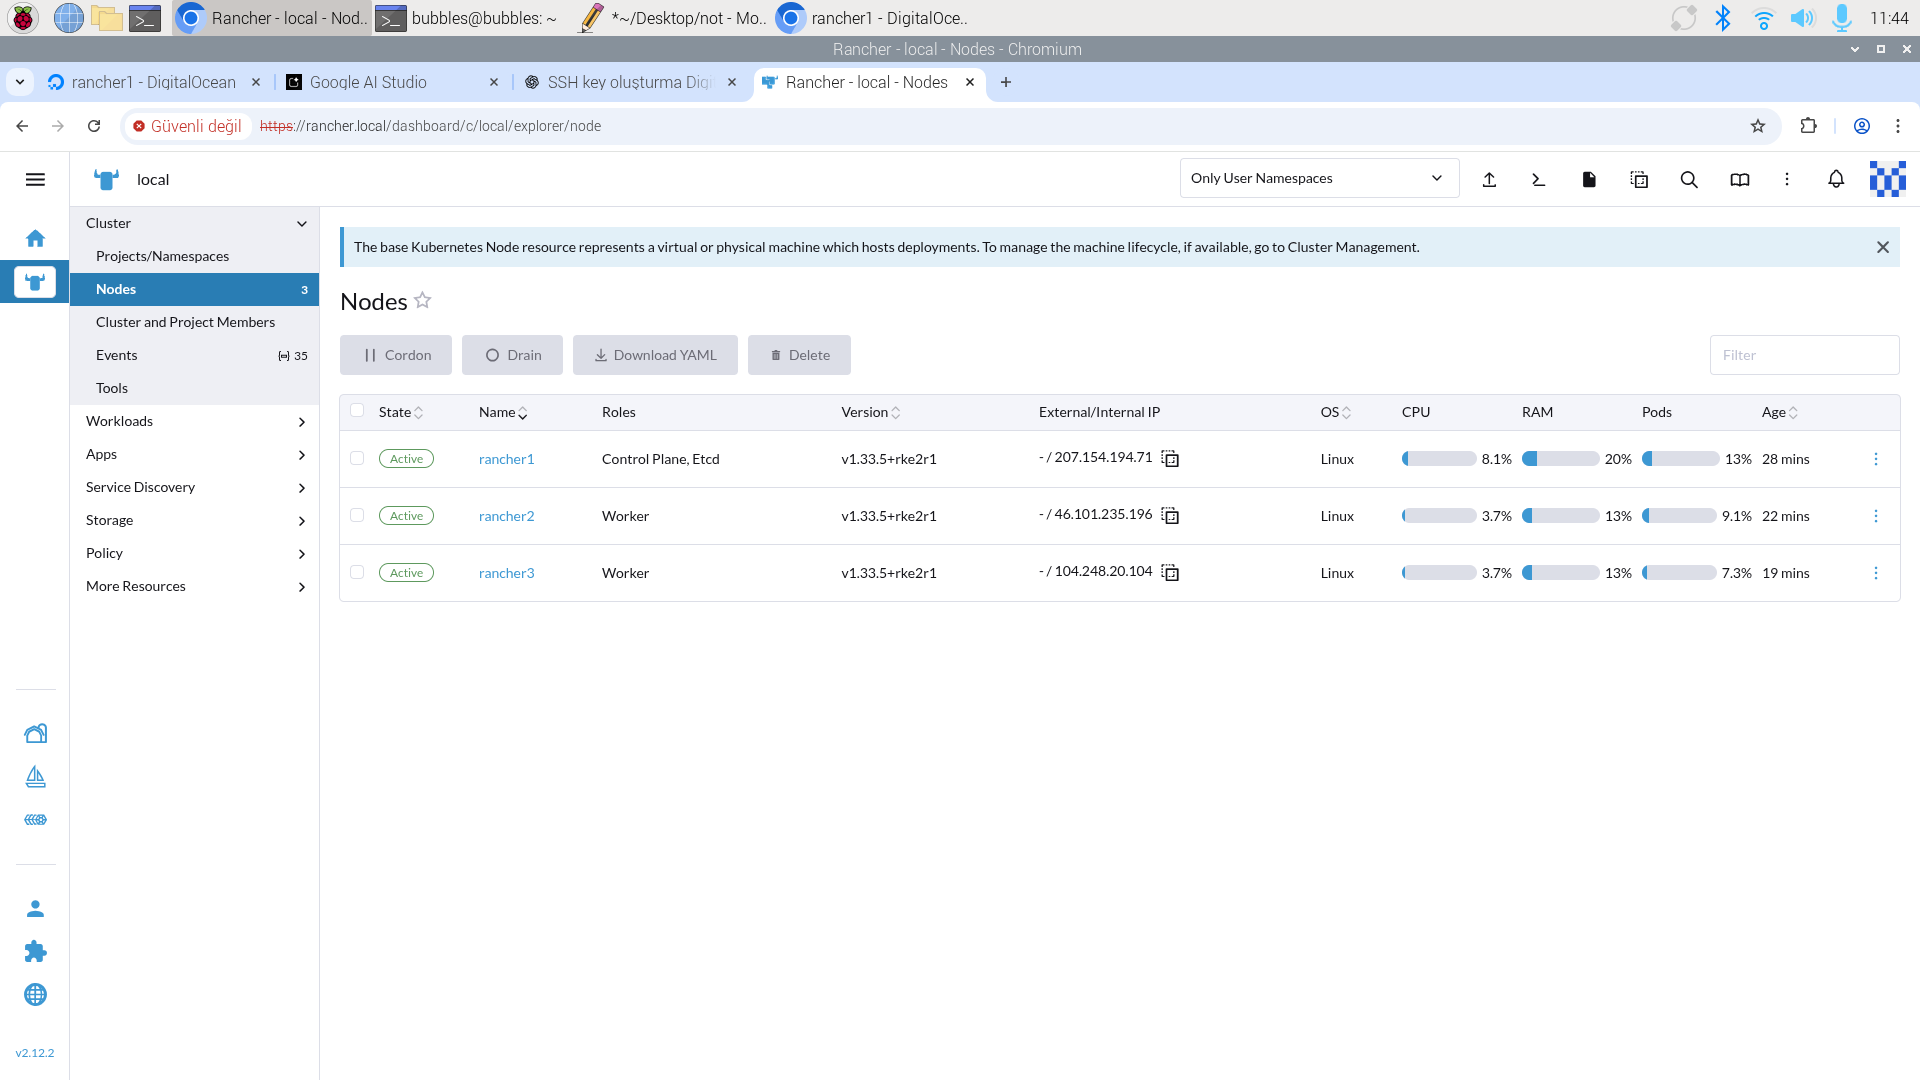 Rancher - local - Nod..
bubbles@bubbles: ~
*~/Desktop/not - Mo..
rancher1 - DigitalOce..
11:44
Rancher - local - Nodes - Chromium
rancher1 - DigitalOcean
Google AI Studio
SSH key oluşturma Digi
Rancher - local - Nodes
Güvenli değil
https://rancher.local/dashboard/c/local/explorer/node
local
Only User Namespaces
Cluster
Projects/Namespaces
Nodes 3
Cluster and Project Members
Events 35
Tools
Workloads
Apps
Service Discovery
Storage
Policy
More Resources
v2.12.2
The base Kubernetes Node resource represents a virtual or physical machine which hosts deployments. To manage the machine lifecycle, if available, go to Cluster Management.
Nodes
Cordon Drain Download YAML Delete Filter
State Name Roles Version External/Internal IP OS CPU RAM Pods Age
Active rancher1 Control Plane, Etcd v1.33.5+rke2r1 - / 207.154.194.71 Linux 8.1% 20% 13% 28 mins
Active rancher2 Worker v1.33.5+rke2r1 - / 46.101.235.196 Linux 3.7% 13% 9.1% 22 mins
Active rancher3 Worker v1.33.5+rke2r1 - / 104.248.20.104 Linux 3.7% 13% 7.3% 19 mins